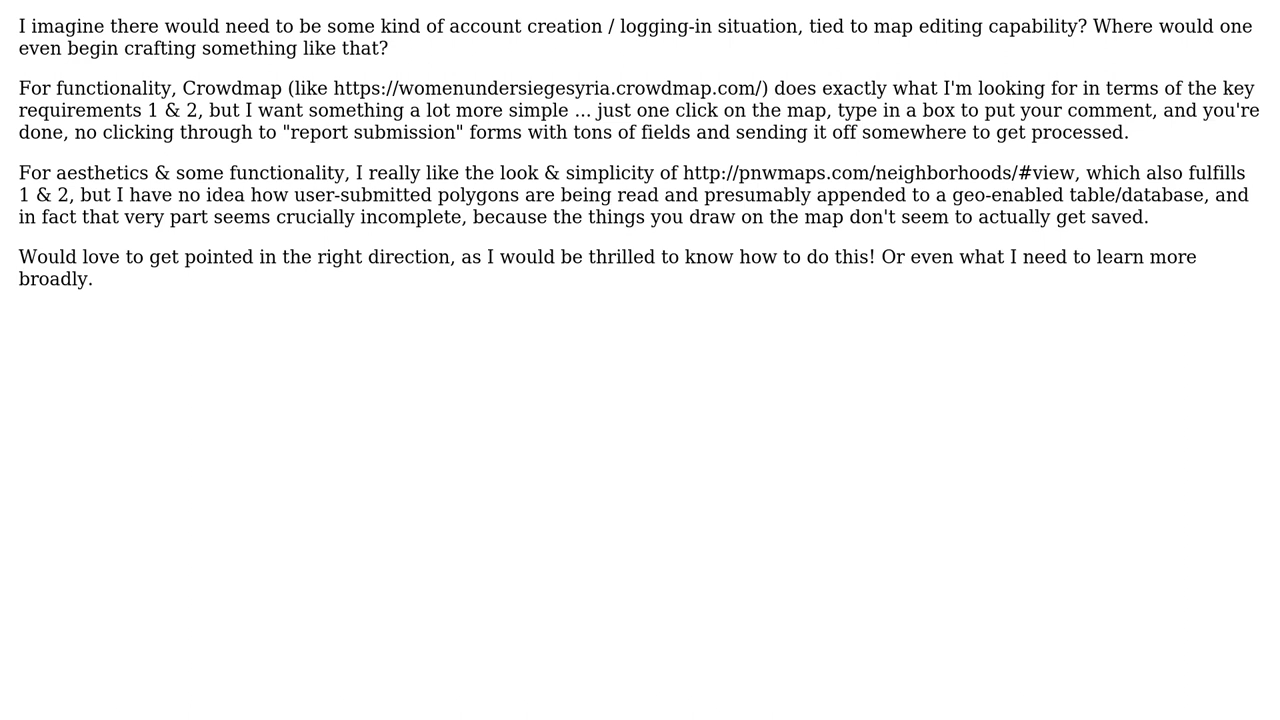 I imagine there would need to be some kind of account creation / logging-in situation, tied to map editing capability? Where would one
even begin crafting something like that?
For functionality, Crowdmap (like https://womenundersiegesyria.crowdmap.com/) does exactly what I'm looking for in terms of the key
requirements 1 & 2, but I want something a lot more simple ... just one click on the map, type in a box to put your comment, and you're
done, no clicking through to "report submission" forms with tons of fields and sending it off somewhere to get processed.
For aesthetics & some functionality, I really like the look & simplicity of http://pnwmaps.com/neighborhoods/#view, which also fulfills
1 & 2, but I have no idea how user-submitted polygons are being read and presumably appended to a geo-enabled table/database, and
in fact that very part seems crucially incomplete, because the things you draw on the map don't seem to actually get saved.
Would love to get pointed in the right direction, as I would be thrilled to know how to do this! Or even what I need to learn more
broadly.